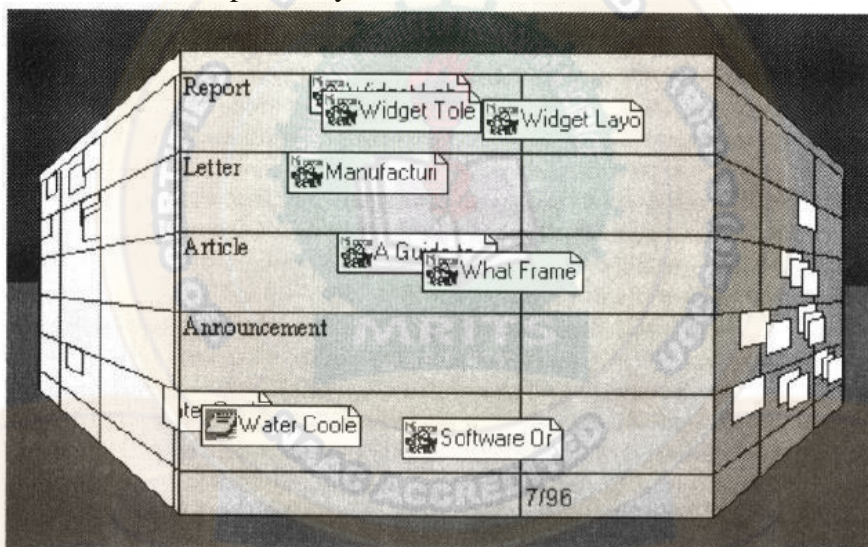 Report
Widget Tole
Widget Layo
Letter
Manufacturi
Article
A Guide to
What Frame
Announcement
Water Coole
Software Or
7/96
MRITS